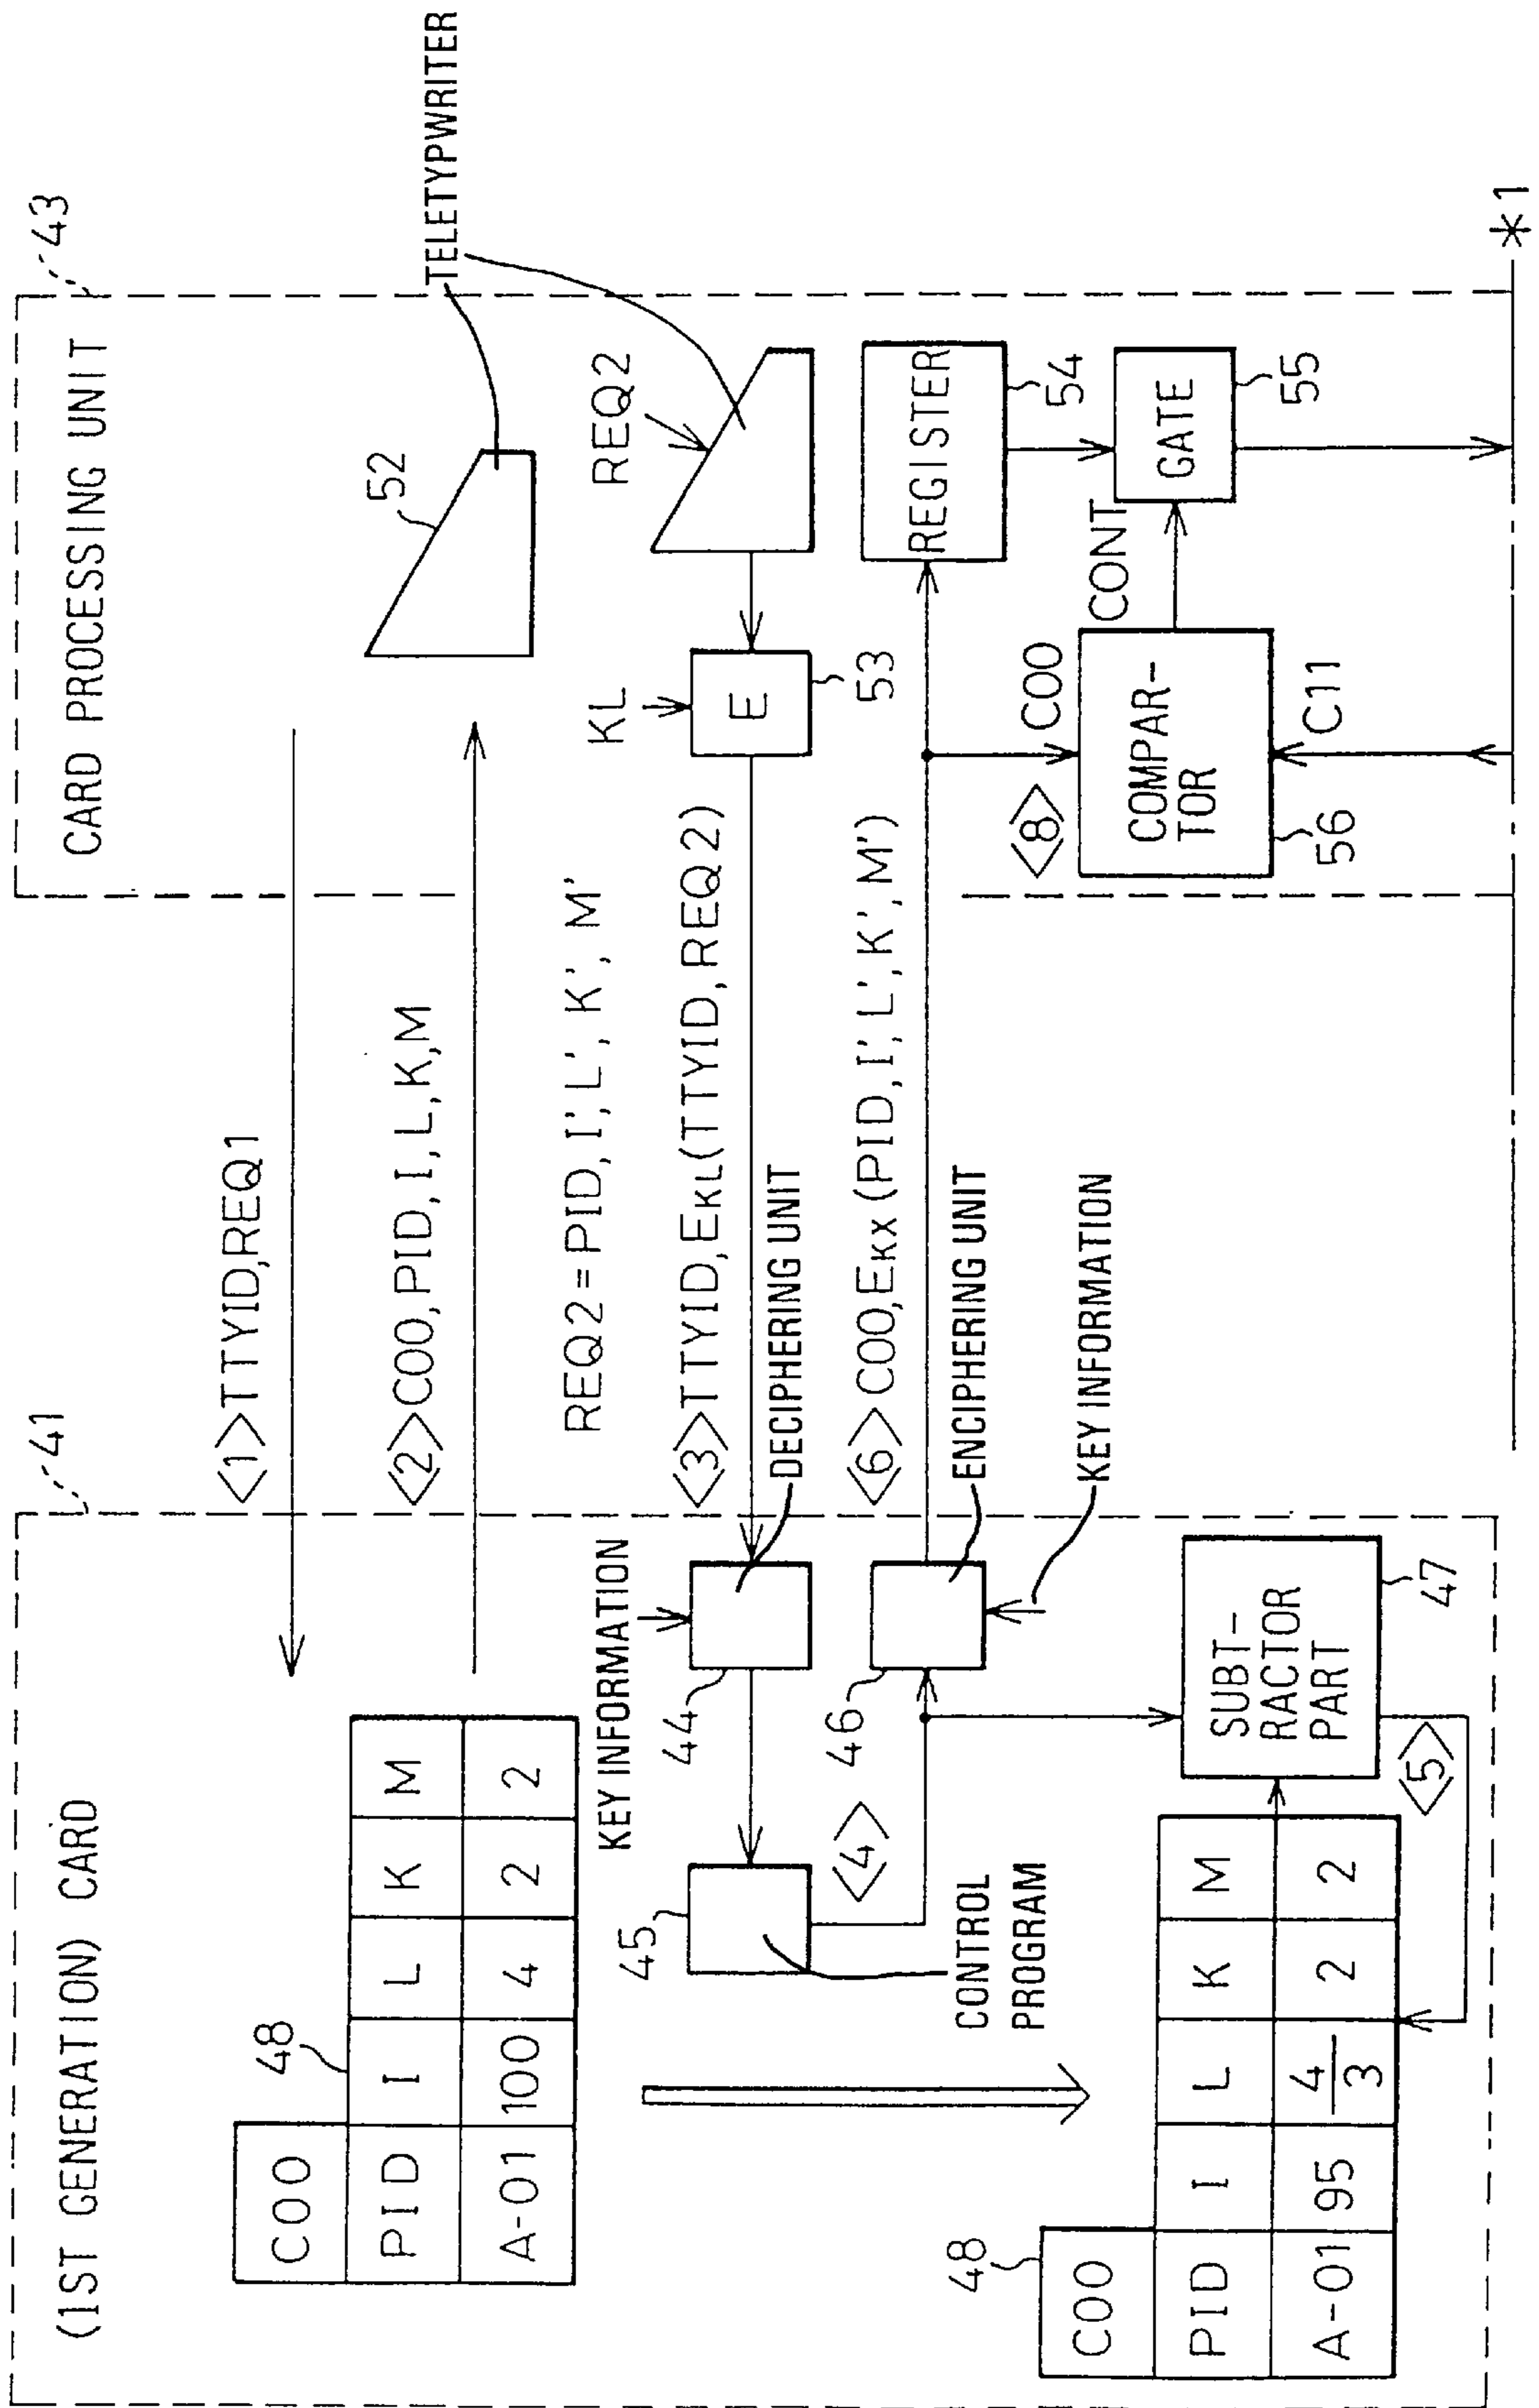 (1ST GENERATION) CARD
41
CARD PROCESSING UNIT
43
<1> TTYID,REQ1
48
C00
PID I L K M
A-01 100 4 2 2
<2> C00, PID, I, L, K, M
52
TELETYPWRITER
REQ2 = PID, I', L', K', M'
REQ2
KEY INFORMATION
KL
<3> TTYID, EKL(TTYID, REQ2)
E
53
44
45
DECIPHERING UNIT
<4>
46
<6> C00, EKX (PID, I', L', K', M')
REGISTER
54
ENCIPHERING UNIT
CONTROL
PROGRAM
KEY INFORMATION
<8>
C00
CONT
GATE
55
COMPAR-
TOR
56
C11
48
C00
PID I L K M
A-01 95 4/3 2 2
SUBT-
RACTOR
PART
47
<5>
*1